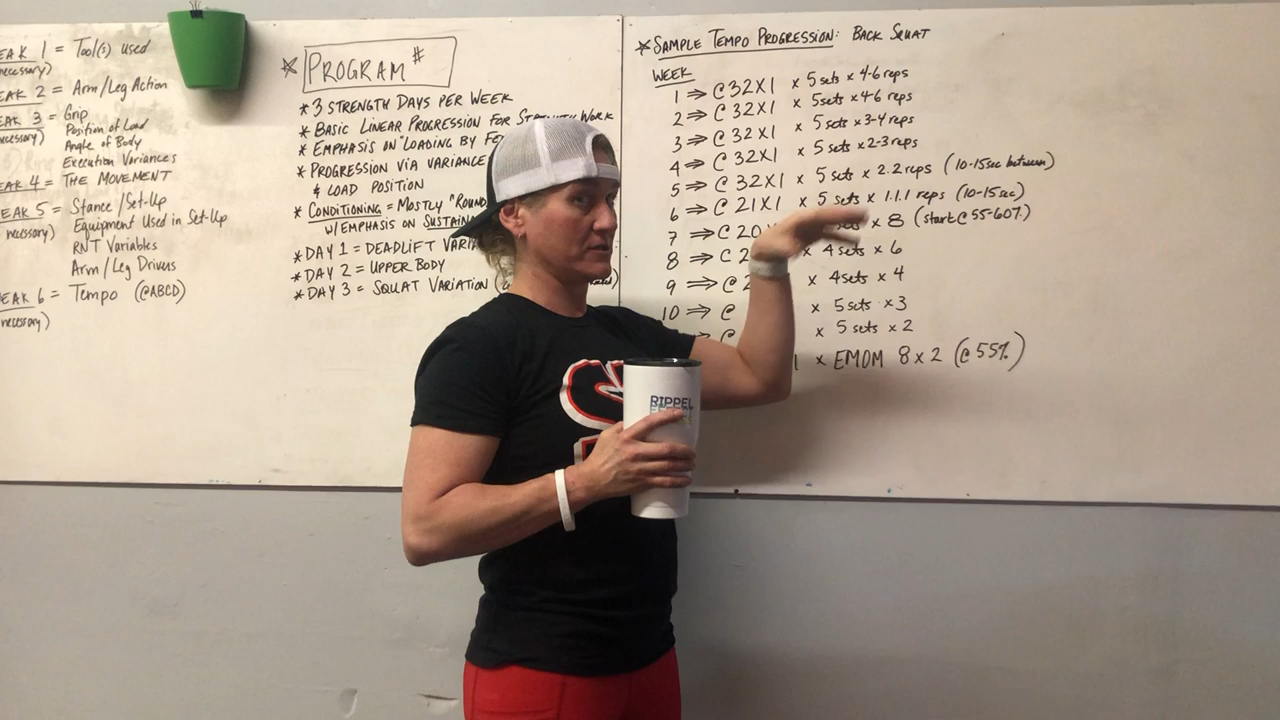 EAK 1 = Tool(s) used
necessary)
EAK 2 = Arm/Leg Action
EAK 3 = Grip
necessary)
Position of Load
Angle of Body
Execution Variances
EAK 4 = THE MOVEMENT
EAK 5 = Stance / Set-Up
necessary)
Equipment Used in Set-Up
RNT Variables
Arm/Leg Drivers
EAK 6 = Tempo (@ABCD)
necessary)
* PROGRAM #
* 3 STRENGTH DAYS PER WEEK
* BASIC LINEAR PROGRESSION FOR STRENGTH WORK
* EMPHASIS ON "LOADING BY FE
* PROGRESSION VIA VARIANCE
& LOAD POSITION
* CONDITIONING = MOSTLY "ROUND
W/ EMPHASIS ON SUSTAINA
* DAY 1 = DEADLIFT VARI
* DAY 2 = UPPER BODY
* DAY 3 = SQUAT VARIATION
* SAMPLE TEMPO PROGRESSION: BACK SQUAT
WEEK
1 ⇒ @ 32X1 x 5 sets x 4-6 reps
2 ⇒ @ 32X1 x 5 sets x 4-6 reps
3 ⇒ @ 32X1 x 5 sets x 3-4 reps
4 ⇒ @ 32X1 x 5 sets x 2-3 reps
5 ⇒ @ 32X1 x 5 sets x 2.2 reps (10-15sec between)
6 ⇒ @ 21X1 x 5 sets x 1.1.1 reps (10-15sec)
7 ⇒ @ 20 sets x 8 (start @ 55-60%)
8 ⇒ @ 2 x 4 sets x 6
9 ⇒ @ 2 x 4 sets x 4
10 ⇒ @ x 5 sets x 3
@ x 5 sets x 2
1 x EMOM 8 x 2 (@ 55%)
RIPPEL
EFFECT